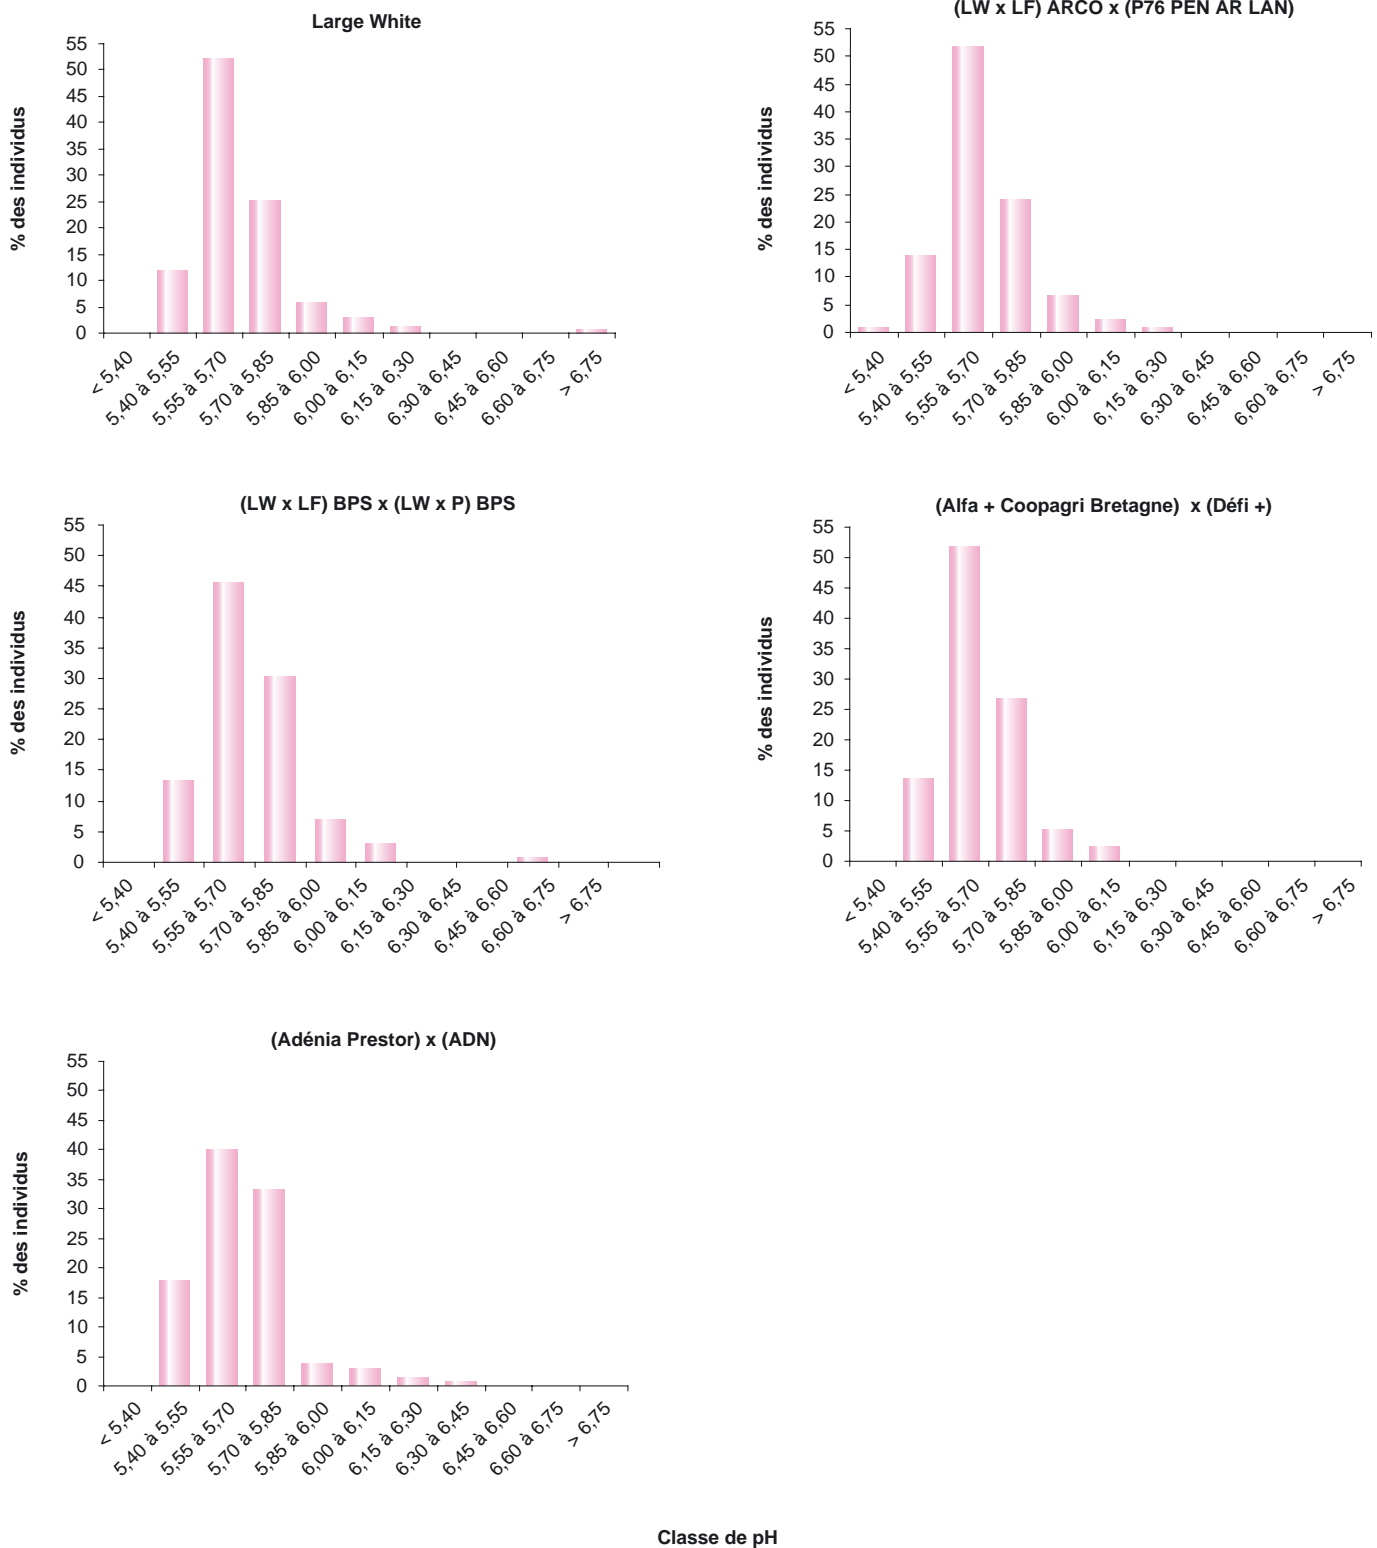 Large White
% des individus
55
50
45
40
35
30
25
20
15
10
5
0
< 5,40
5,40 à 5,55
5,55 à 5,70
5,70 à 5,85
5,85 à 6,00
6,00 à 6,15
6,15 à 6,30
6,30 à 6,45
6,45 à 6,60
6,60 à 6,75
> 6,75
(LW x LF) ARCO x (P76 PEN AR LAN)
% des individus
55
50
45
40
35
30
25
20
15
10
5
0
< 5,40
5,40 à 5,55
5,55 à 5,70
5,70 à 5,85
5,85 à 6,00
6,00 à 6,15
6,15 à 6,30
6,30 à 6,45
6,45 à 6,60
6,60 à 6,75
> 6,75
(LW x LF) BPS x (LW x P) BPS
% des individus
55
50
45
40
35
30
25
20
15
10
5
0
< 5,40
5,40 à 5,55
5,55 à 5,70
5,70 à 5,85
5,85 à 6,00
6,00 à 6,15
6,15 à 6,30
6,30 à 6,45
6,45 à 6,60
6,60 à 6,75
> 6,75
(Alfa + Coopagri Bretagne) x (Défi +)
% des individus
55
50
45
40
35
30
25
20
15
10
5
0
< 5,40
5,40 à 5,55
5,55 à 5,70
5,70 à 5,85
5,85 à 6,00
6,00 à 6,15
6,15 à 6,30
6,30 à 6,45
6,45 à 6,60
6,60 à 6,75
> 6,75
(Adénia Prestor) x (ADN)
% des individus
55
50
45
40
35
30
25
20
15
10
5
0
< 5,40
5,40 à 5,55
5,55 à 5,70
5,70 à 5,85
5,85 à 6,00
6,00 à 6,15
6,15 à 6,30
6,30 à 6,45
6,45 à 6,60
6,60 à 6,75
> 6,75
Classe de pH